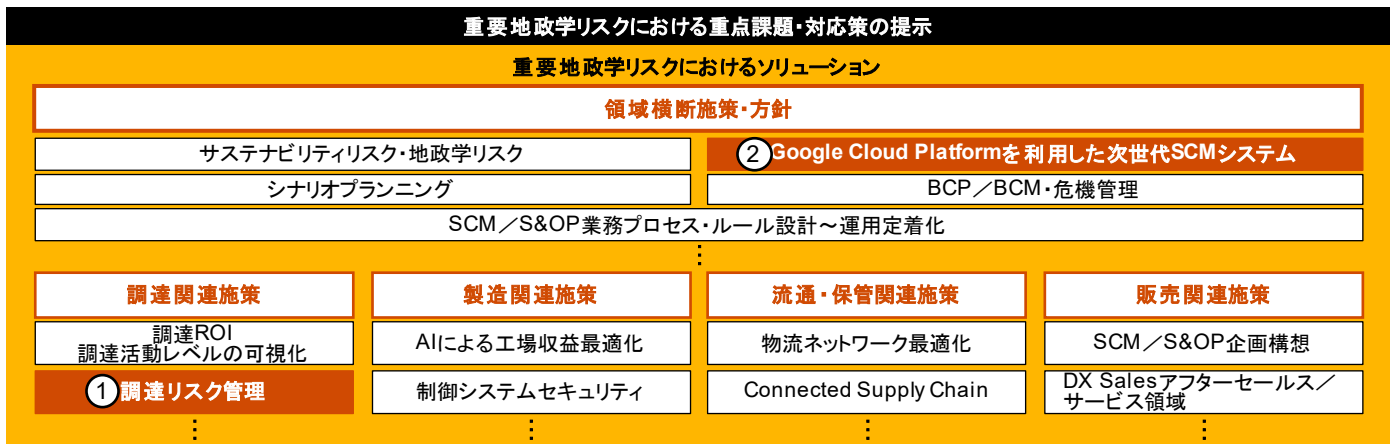 重要地政学リスクにおける重点課題・対応策の提示
重要地政学リスクにおけるソリューション
領域横断施策・方針
サステナビリティリスク・地政学リスク
②Google Cloud Platformを利用した次世代SCMシステム
シナリオプランニング
BCP／BCM・危機管理
SCM／S&OP業務プロセス・ルール設計～運用定着化
⋮
調達関連施策
製造関連施策
流通・保管関連施策
販売関連施策
調達ROI
調達活動レベルの可視化
AIによる工場収益最適化
物流ネットワーク最適化
SCM／S&OP企画構想
①調達リスク管理
制御システムセキュリティ
Connected Supply Chain
DX Salesアフターセールス／
サービス領域
⋮ ⋮ ⋮ ⋮